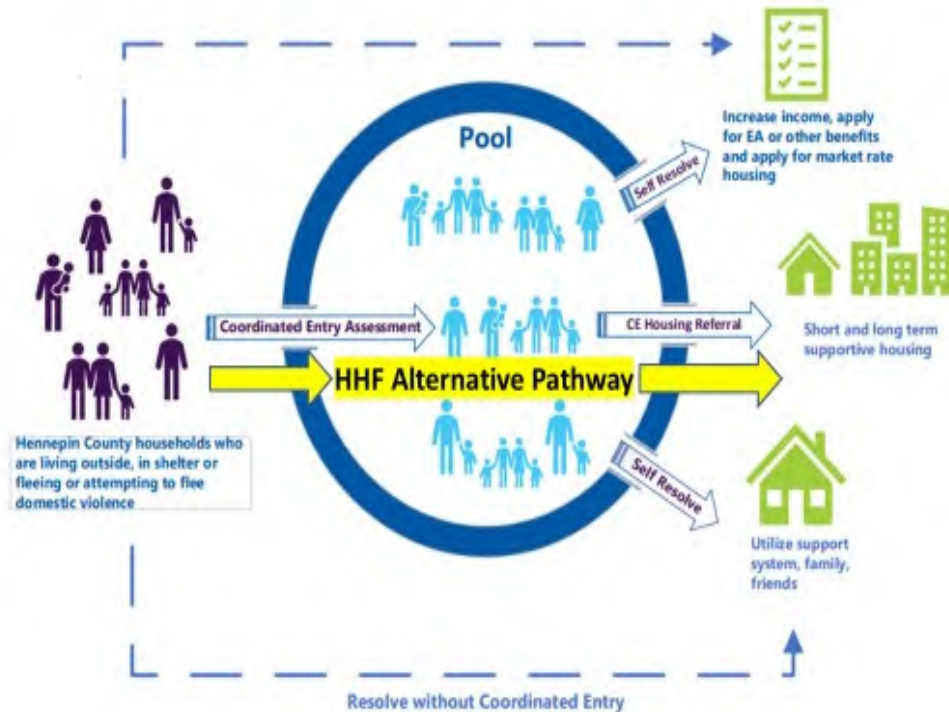 Pool
Self Resolve
Increase income, apply
for EA or other benefits
and apply for market rate
housing
Coordinated Entry Assessment
CE Housing Referral
Short and long term
supportive housing
HHF Alternative Pathway
Hennepin County households who
are living outside, in shelter or
fleeing or attempting to flee
domestic violence
Self Resolve
Utilize support
system, family,
friends
Resolve without Coordinated Entry